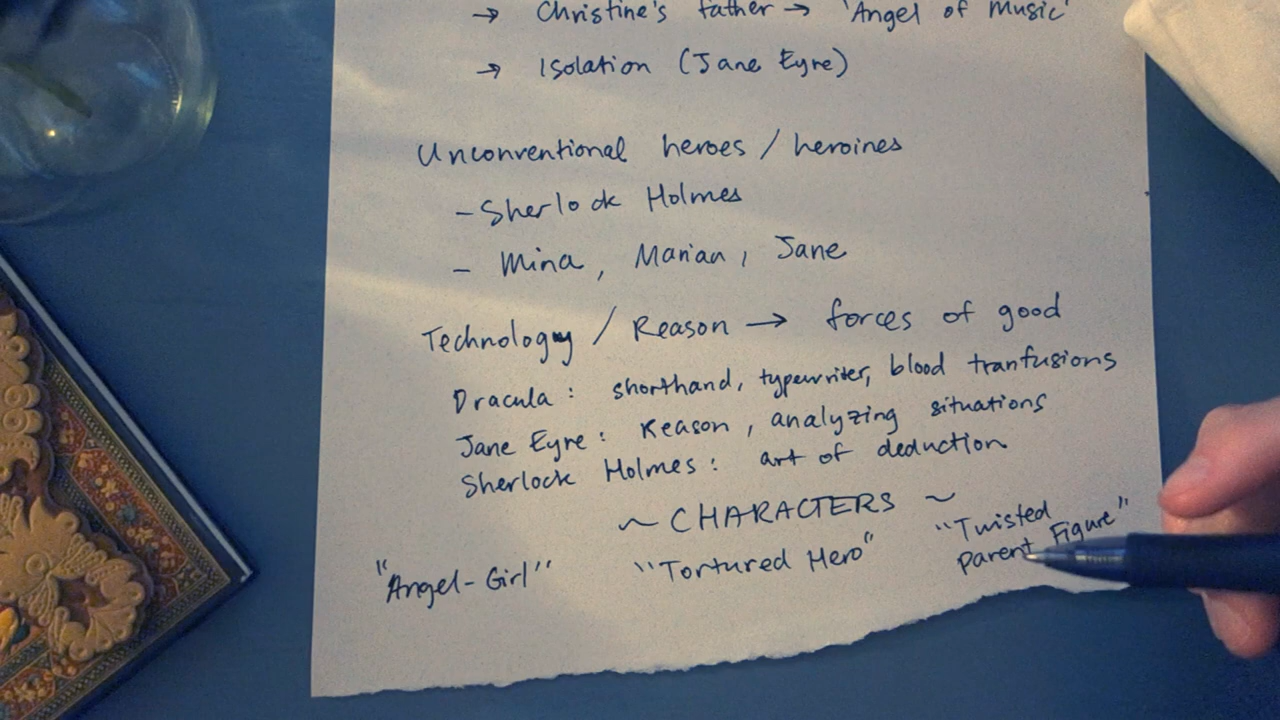 → Christine's father → 'Angel of Music'
→ Isolation (Jane Eyre)
Unconventional heroes / heroines
- Sherlock Holmes
- Mina, Marian, Jane
Technology / Reason → forces of good
Dracula: shorthand, typewriter, blood tranfusions
Jane Eyre: Reason, analyzing situations
Sherlock Holmes: art of deduction
~ CHARACTERS ~
"Angel-Girl"
"Tortured Hero"
"Twisted
Parent Figure"